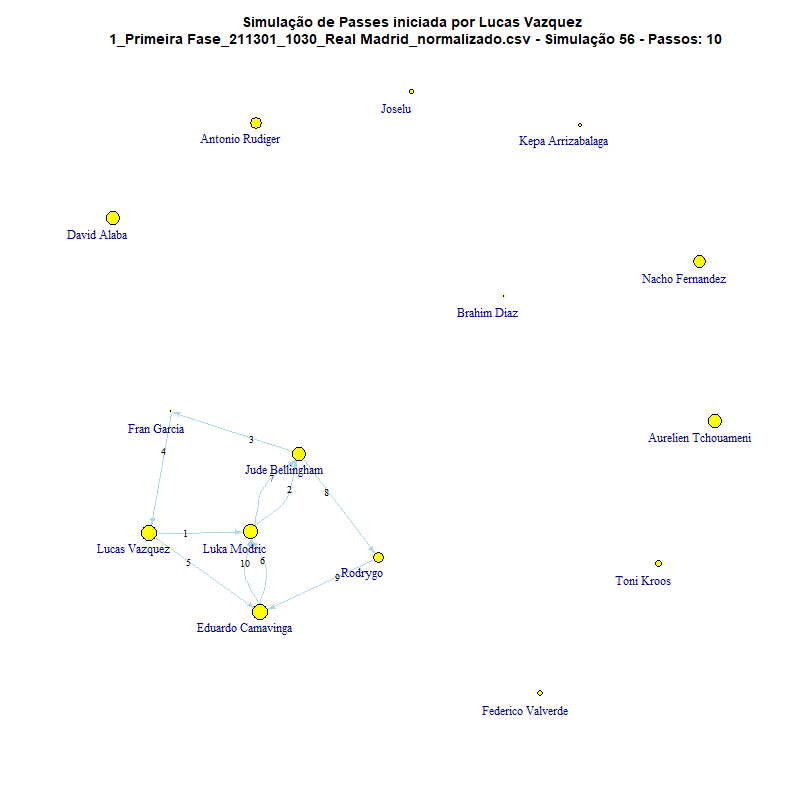 Simulação de Passes iniciada por Lucas Vazquez
1_Primeira Fase_211301_1030_Real Madrid_normalizado.csv - Simulação 56 - Passos: 10
Joselu
Antonio Rudiger
Kepa Arrizabalaga
David Alaba
Nacho Fernandez
Brahim Diaz
Fran Garcia
3
Aurelien Tchouameni
4
Jude Bellingham
7
2
8
1
Lucas Vazquez
Luka Modric
5
10
6
Rodrygo
9
Toni Kroos
Eduardo Camavinga
Federico Valverde